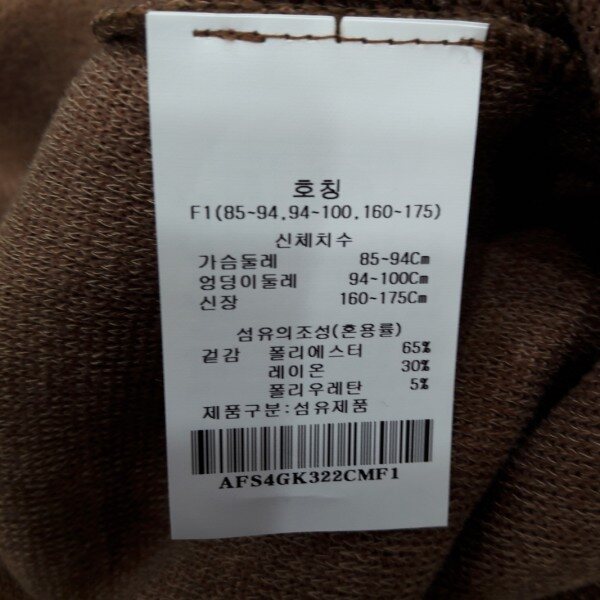 호칭
F1(85~94,94~100,160~175)
신체치수
가슴둘레 85~94Cm
엉덩이둘레 94~100Cm
신장 160~175Cm
섬유의조성(혼용률)
겉감 폴리에스터 65%
레이온 30%
폴리우레탄 5%
제품구분:섬유제품
AFS4GK322CMF1